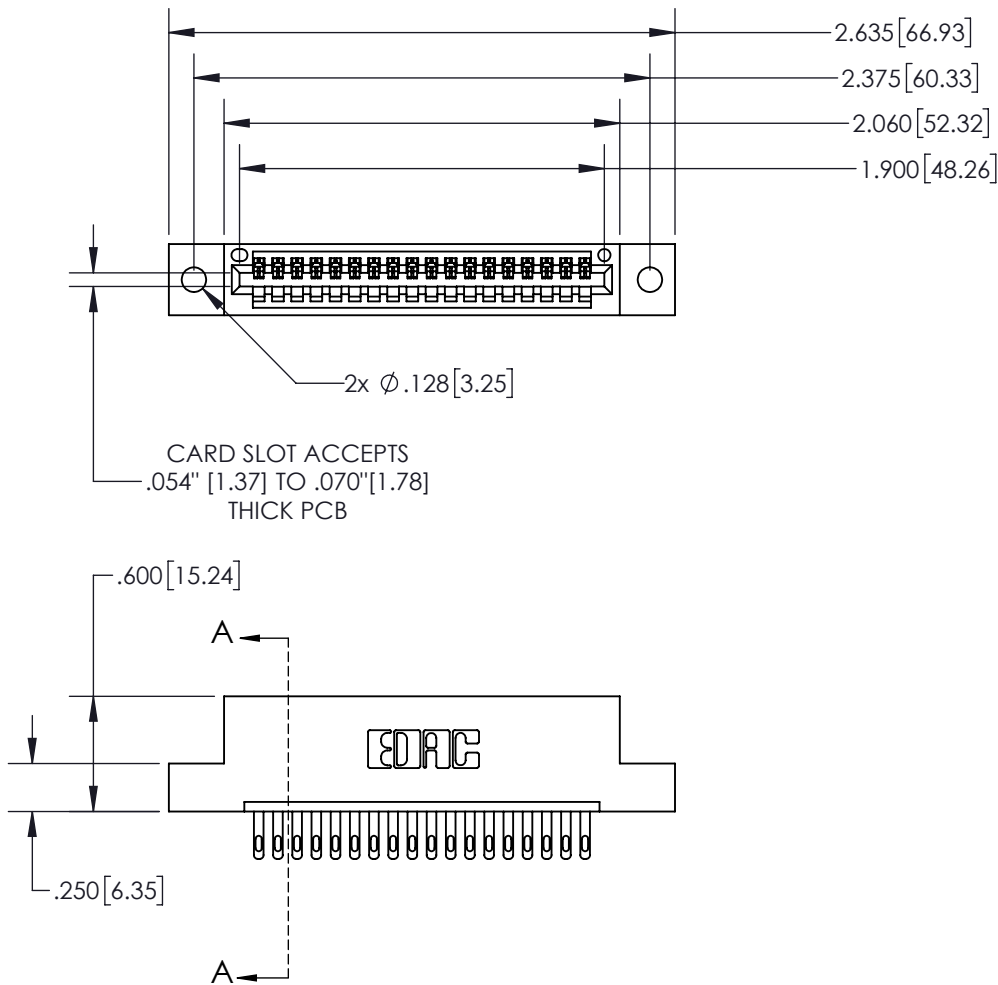 2.635[66.93]
2.375[60.33]
2.060[52.32]
1.900[48.26]
2x ∅.128[3.25]
CARD SLOT ACCEPTS
.054" [1.37] TO .070"[1.78]
THICK PCB
.600[15.24]
A
EDAC
.250[6.35]
A